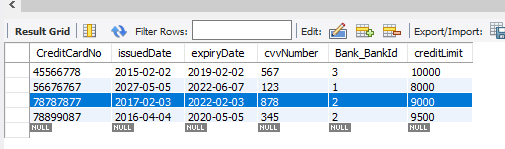 Result Grid Filter Rows: Edit: Export/Import:
CreditCardNo issuedDate expiryDate cvvNumber Bank_BankId creditLimit
45566778 2015-02-02 2019-02-02 567 3 10000
56676767 2027-05-05 2022-06-07 123 1 8000
78787877 2017-02-03 2022-02-03 878 2 9000
78899087 2016-04-04 2020-05-05 345 2 9500
NULL NULL NULL NULL NULL NULL